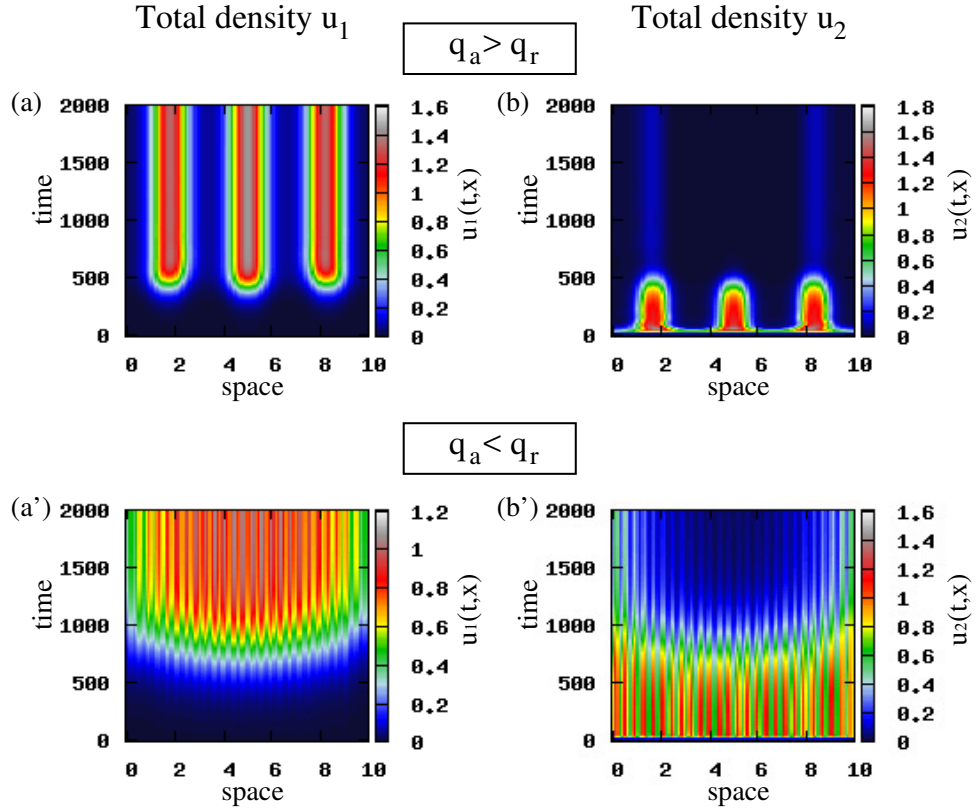 Total density u1 Total density u2
qa > qr
(a) (b)
2000 1500 1000 500 0
time
0 2 4 6 8 10
space
1.6 1.4 1.2 1 0.8 0.6 0.4 0.2 0
u1(t,x)
2000 1500 1000 500 0
time
0 2 4 6 8 10
space
1.8 1.6 1.4 1.2 1 0.8 0.6 0.4 0.2 0
u2(t,x)
qa < qr
(a’) (b’)
2000 1500 1000 500 0
time
0 2 4 6 8 10
space
1.2 1 0.8 0.6 0.4 0.2 0
u1(t,x)
2000 1500 1000 500 0
time
0 2 4 6 8 10
space
1.6 1.4 1.2 1 0.8 0.6 0.4 0.2 0
u2(t,x)